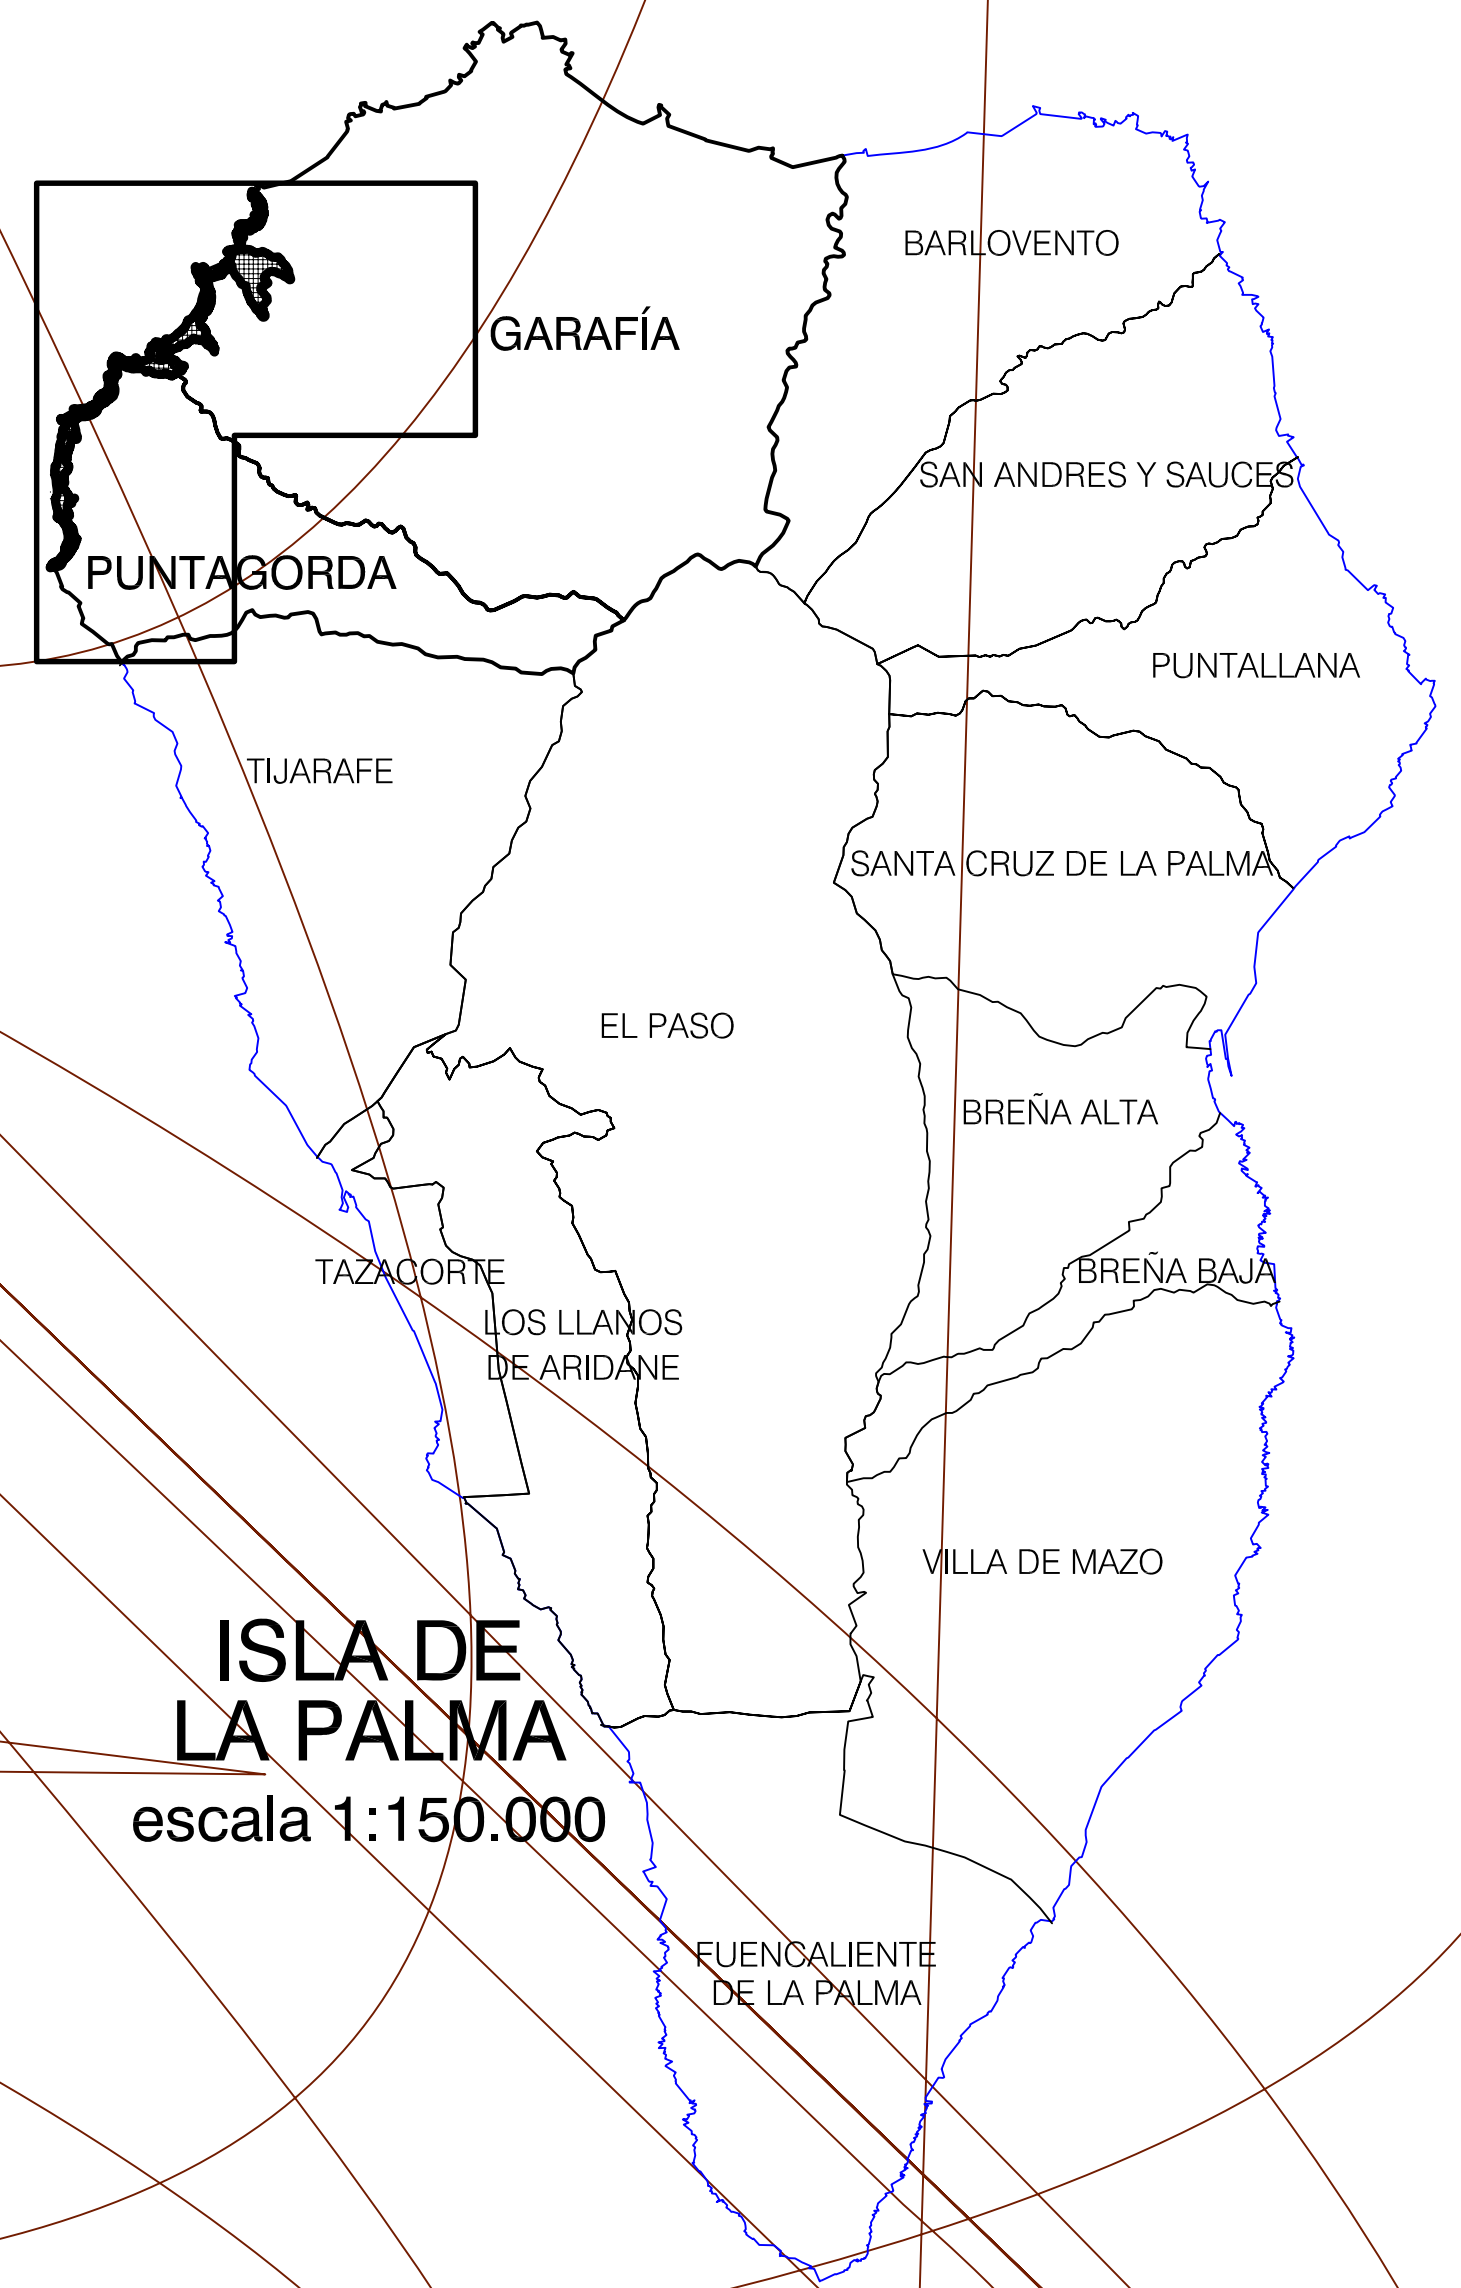 BARLOVENTO
GARAFÍA
SAN ANDRES Y SAUCES
PUNTAGORDA
PUNTALLANA
TIJARAFE
SANTA CRUZ DE LA PALMA
EL PASO
BREÑA ALTA
TAZACORTE
BREÑA BAJA
LOS LLANOS
DE ARIDANE
VILLA DE MAZO
ISLA DE
LA PALMA
escala 1:150.000
FUENCALIENTE
DE LA PALMA